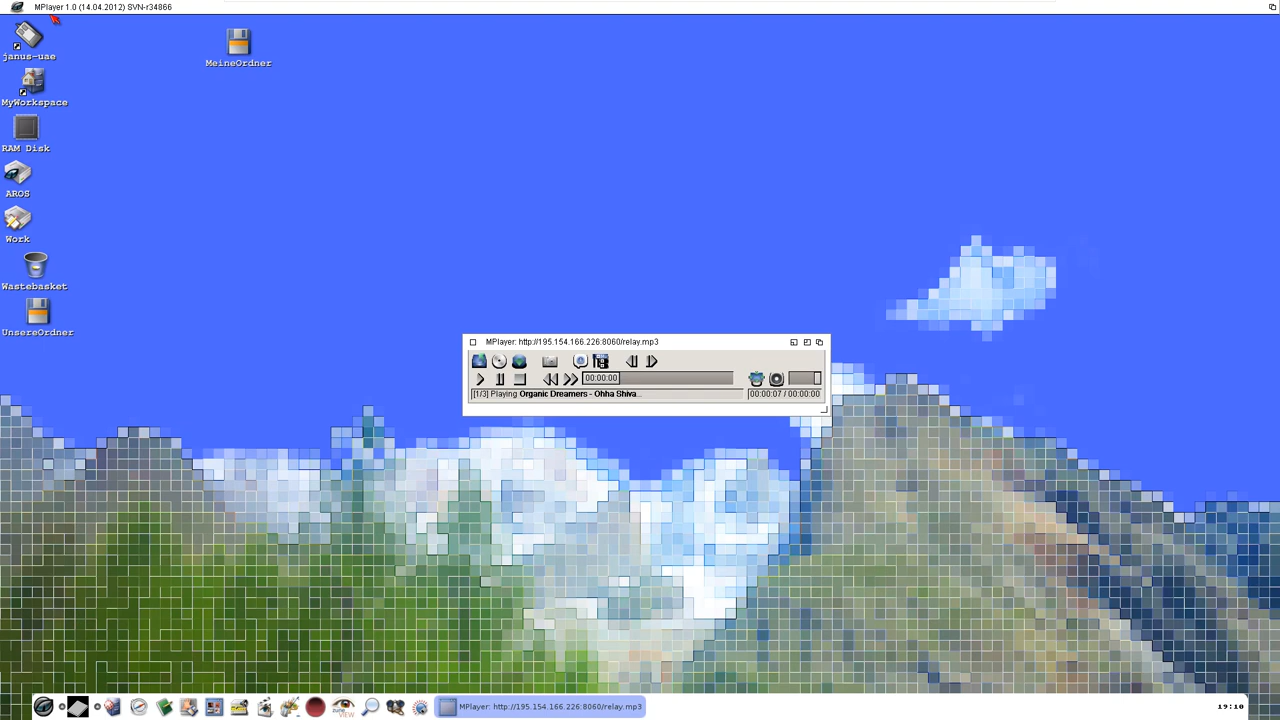 MPlayer 1.0 (14.04.2012) SVN-r34866
janus-uae
MeineOrdner
MyWorkspace
RAM Disk
AROS
Work
Wastebasket
UnsereOrdner
MPlayer: http://195.154.166.226:8060/relay.mp3
00:00:00
[1/3] Playing Organic Dreamers - Ohha Shiva...
00:00:07 / 00:00:00
MPlayer: http://195.154.166.226:8060/relay.mp3
19:10